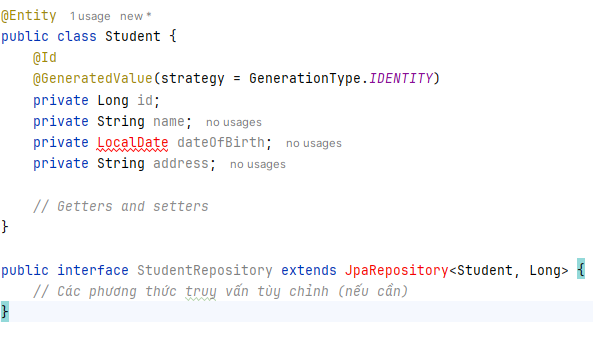 @Entity 1 usage new *
public class Student {
@Id
@GeneratedValue(strategy = GenerationType.IDENTITY)
private Long id;
private String name; no usages
private LocalDate dateOfBirth; no usages
private String address; no usages
// Getters and setters
}
public interface StudentRepository extends JpaRepository<Student, Long> {
// Các phương thức truy vấn tùy chỉnh (nếu cần)
}